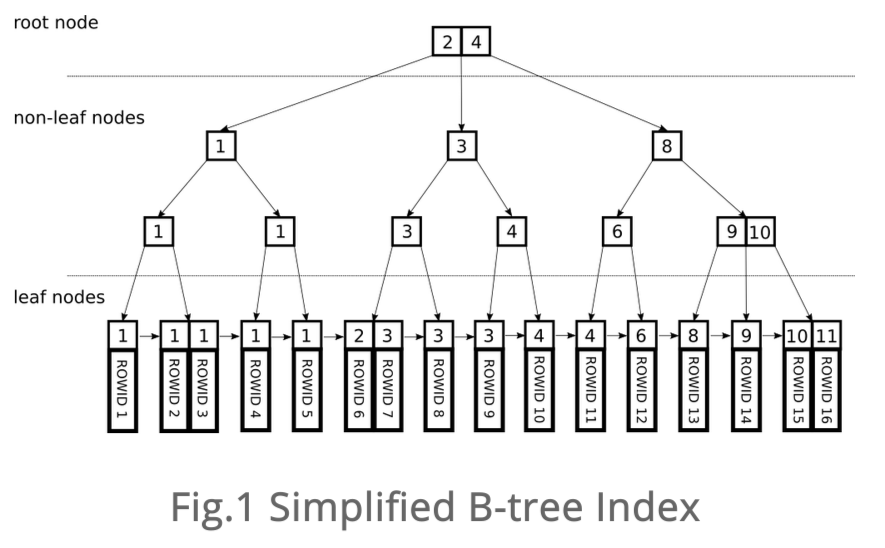 root node
2 4
non-leaf nodes
1 3 8
1 1 3 4 6 9 10
leaf nodes
1 1 1 1 1 2 3 3 3 4 4 6 8 9 10 11
ROWID 1 ROWID 2 ROWID 3 ROWID 4 ROWID 5 ROWID 6 ROWID 7 ROWID 8 ROWID 9 ROWID 10 ROWID 11 ROWID 12 ROWID 13 ROWID 14 ROWID 15 ROWID 16
Fig.1 Simplified B-tree Index